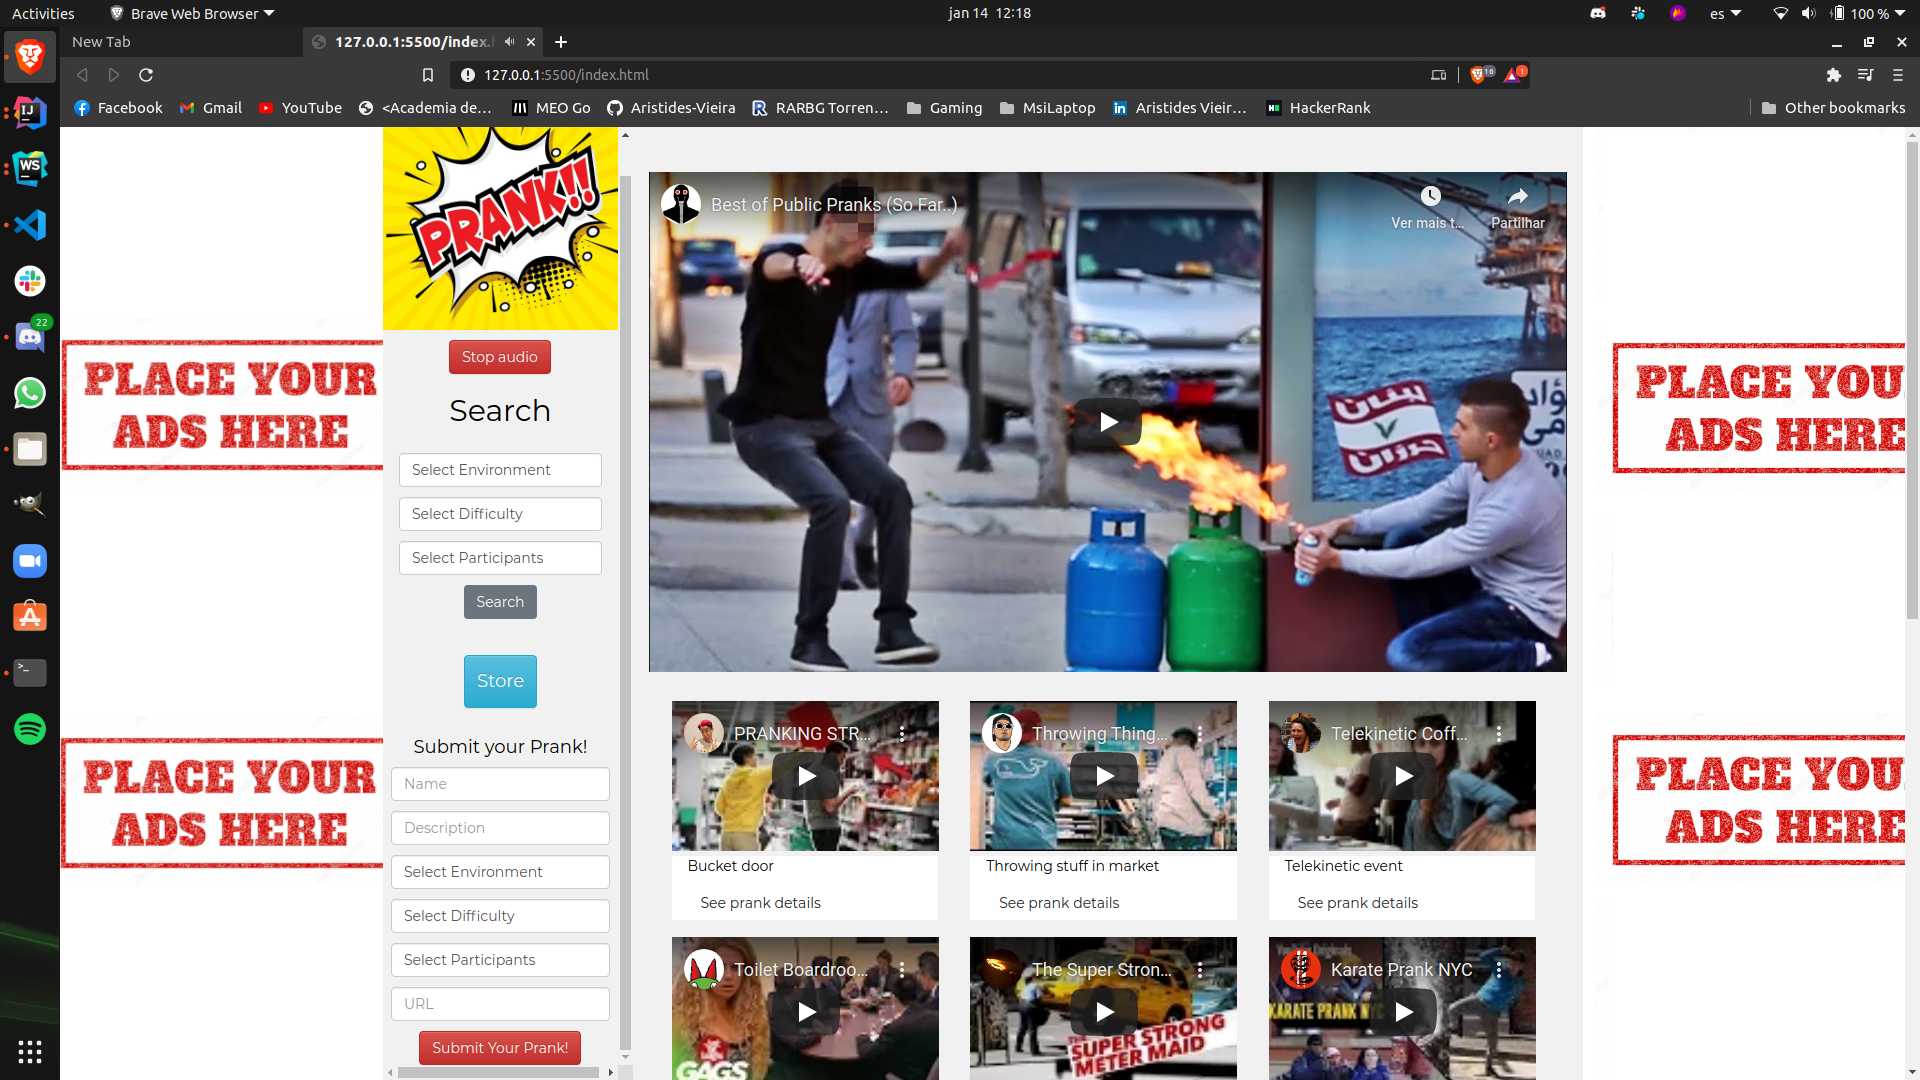 Activities
Brave Web Browser
jan 14 12:18
es
100 %
New Tab
127.0.0.1:5500/index.h
127.0.0.1:5500/index.html
16
1
Facebook
Gmail
YouTube
<Academia de...
MEO Go
Aristides-Vieira
RARBG Torren...
Gaming
MsiLaptop
Aristides Vieir...
HackerRank
Other bookmarks
22
PRANK!!
Stop audio
Search
Select Environment
Select Difficulty
Select Participants
Search
Store
Submit your Prank!
Name
Description
Select Environment
Select Difficulty
Select Participants
URL
Submit Your Prank!
PLACE YOUR
ADS HERE
PLACE YOUR
ADS HERE
Best of Public Pranks (So Far..)
Ver mais t...
Partilhar
لبنان
خزران
PRANKING STR...
Bucket door
See prank details
Throwing Thing...
Throwing stuff in market
See prank details
Telekinetic Coff...
Telekinetic event
See prank details
Toilet Boardroo...
GAGS
The Super Stron...
THE SUPER STRONG
METER MAID
Karate Prank NYC
KARATE PRANK NYC
PLACE YOU
ADS HERE
PLACE YOU
ADS HERE